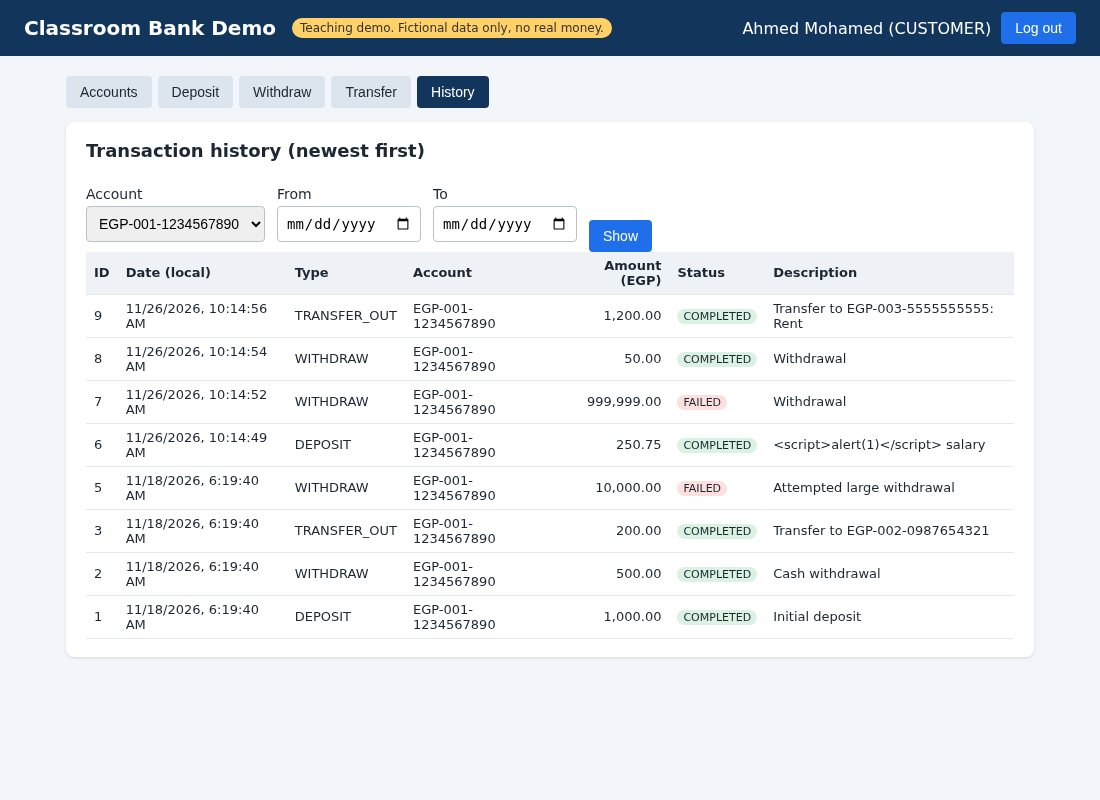 Classroom Bank Demo
Teaching demo. Fictional data only, no real money.
Ahmed Mohamed (CUSTOMER)
Log out
Accounts
Deposit
Withdraw
Transfer
History
Transaction history (newest first)
Account
From
To
EGP-001-1234567890
mm/dd/yyyy
mm/dd/yyyy
Show
ID Date (local) Type Account Amount (EGP) Status Description
9 11/26/2026, 10:14:56 AM TRANSFER_OUT EGP-001-1234567890 1,200.00 COMPLETED Transfer to EGP-003-5555555555: Rent
8 11/26/2026, 10:14:54 AM WITHDRAW EGP-001-1234567890 50.00 COMPLETED Withdrawal
7 11/26/2026, 10:14:52 AM WITHDRAW EGP-001-1234567890 999,999.00 FAILED Withdrawal
6 11/26/2026, 10:14:49 AM DEPOSIT EGP-001-1234567890 250.75 COMPLETED <script>alert(1)</script> salary
5 11/18/2026, 6:19:40 AM WITHDRAW EGP-001-1234567890 10,000.00 FAILED Attempted large withdrawal
3 11/18/2026, 6:19:40 AM TRANSFER_OUT EGP-001-1234567890 200.00 COMPLETED Transfer to EGP-002-0987654321
2 11/18/2026, 6:19:40 AM WITHDRAW EGP-001-1234567890 500.00 COMPLETED Cash withdrawal
1 11/18/2026, 6:19:40 AM DEPOSIT EGP-001-1234567890 1,000.00 COMPLETED Initial deposit